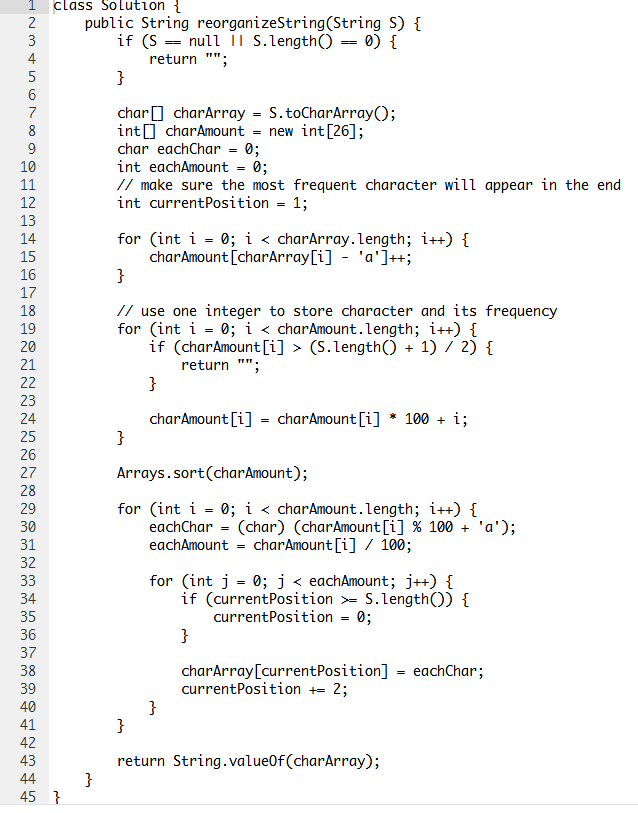 1 class Solution {
2 public String reorganizeString(String S) {
3 if (S == null || S.length() == 0) {
4 return "";
5 }
6
7 char[] charArray = S.toCharArray();
8 int[] charAmount = new int[26];
9 char eachChar = 0;
10 int eachAmount = 0;
11 // make sure the most frequent character will appear in the end
12 int currentPosition = 1;
13
14 for (int i = 0; i < charArray.length; i++) {
15 charAmount[charArray[i] - 'a']++;
16 }
17
18 // use one integer to store character and its frequency
19 for (int i = 0; i < charAmount.length; i++) {
20 if (charAmount[i] > (S.length() + 1) / 2) {
21 return "";
22 }
23
24 charAmount[i] = charAmount[i] * 100 + i;
25 }
26
27 Arrays.sort(charAmount);
28
29 for (int i = 0; i < charAmount.length; i++) {
30 eachChar = (char) (charAmount[i] % 100 + 'a');
31 eachAmount = charAmount[i] / 100;
32
33 for (int j = 0; j < eachAmount; j++) {
34 if (currentPosition >= S.length()) {
35 currentPosition = 0;
36 }
37
38 charArray[currentPosition] = eachChar;
39 currentPosition += 2;
40 }
41 }
42
43 return String.valueOf(charArray);
44 }
45 }